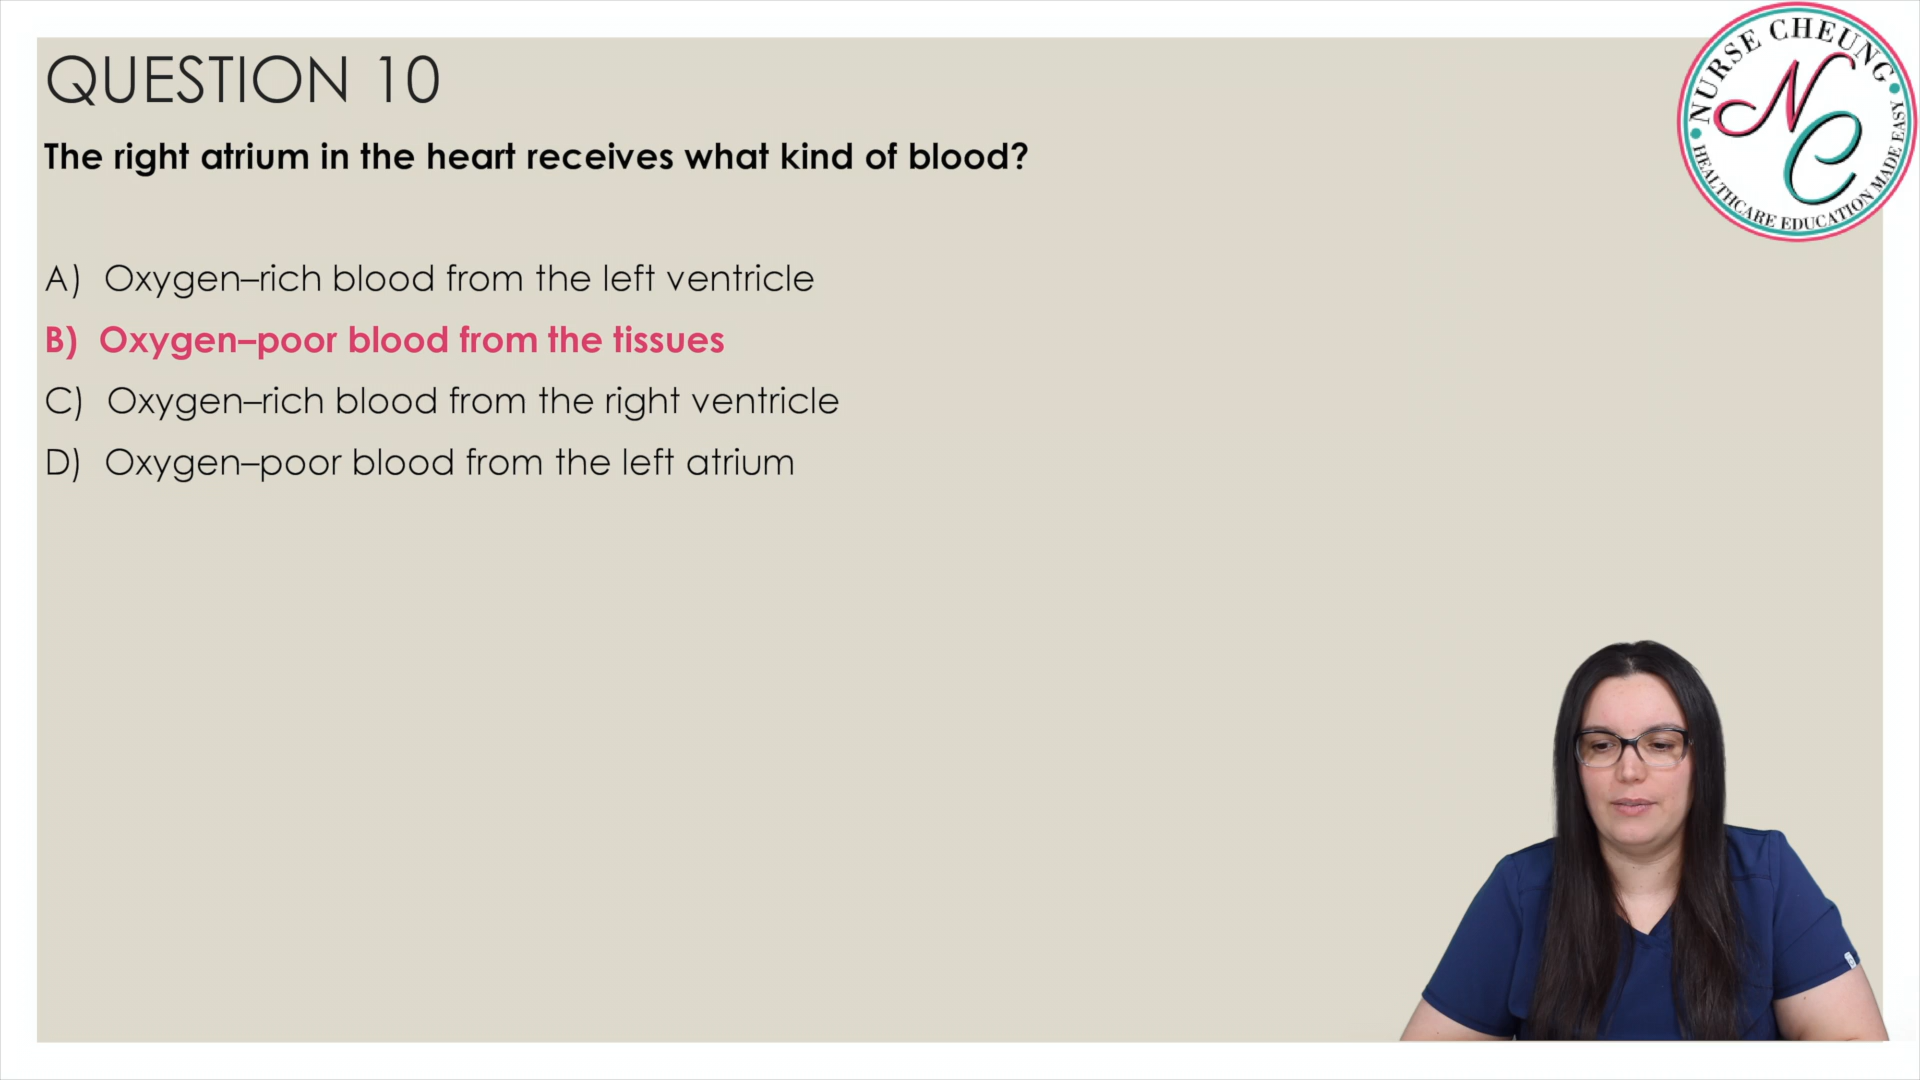 QUESTION 10
The right atrium in the heart receives what kind of blood?
A) Oxygen–rich blood from the left ventricle
B) Oxygen–poor blood from the tissues
C) Oxygen–rich blood from the right ventricle
D) Oxygen–poor blood from the left atrium
NURSE CHEUNG
NC
HEALTHCARE EDUCATION MADE EASY